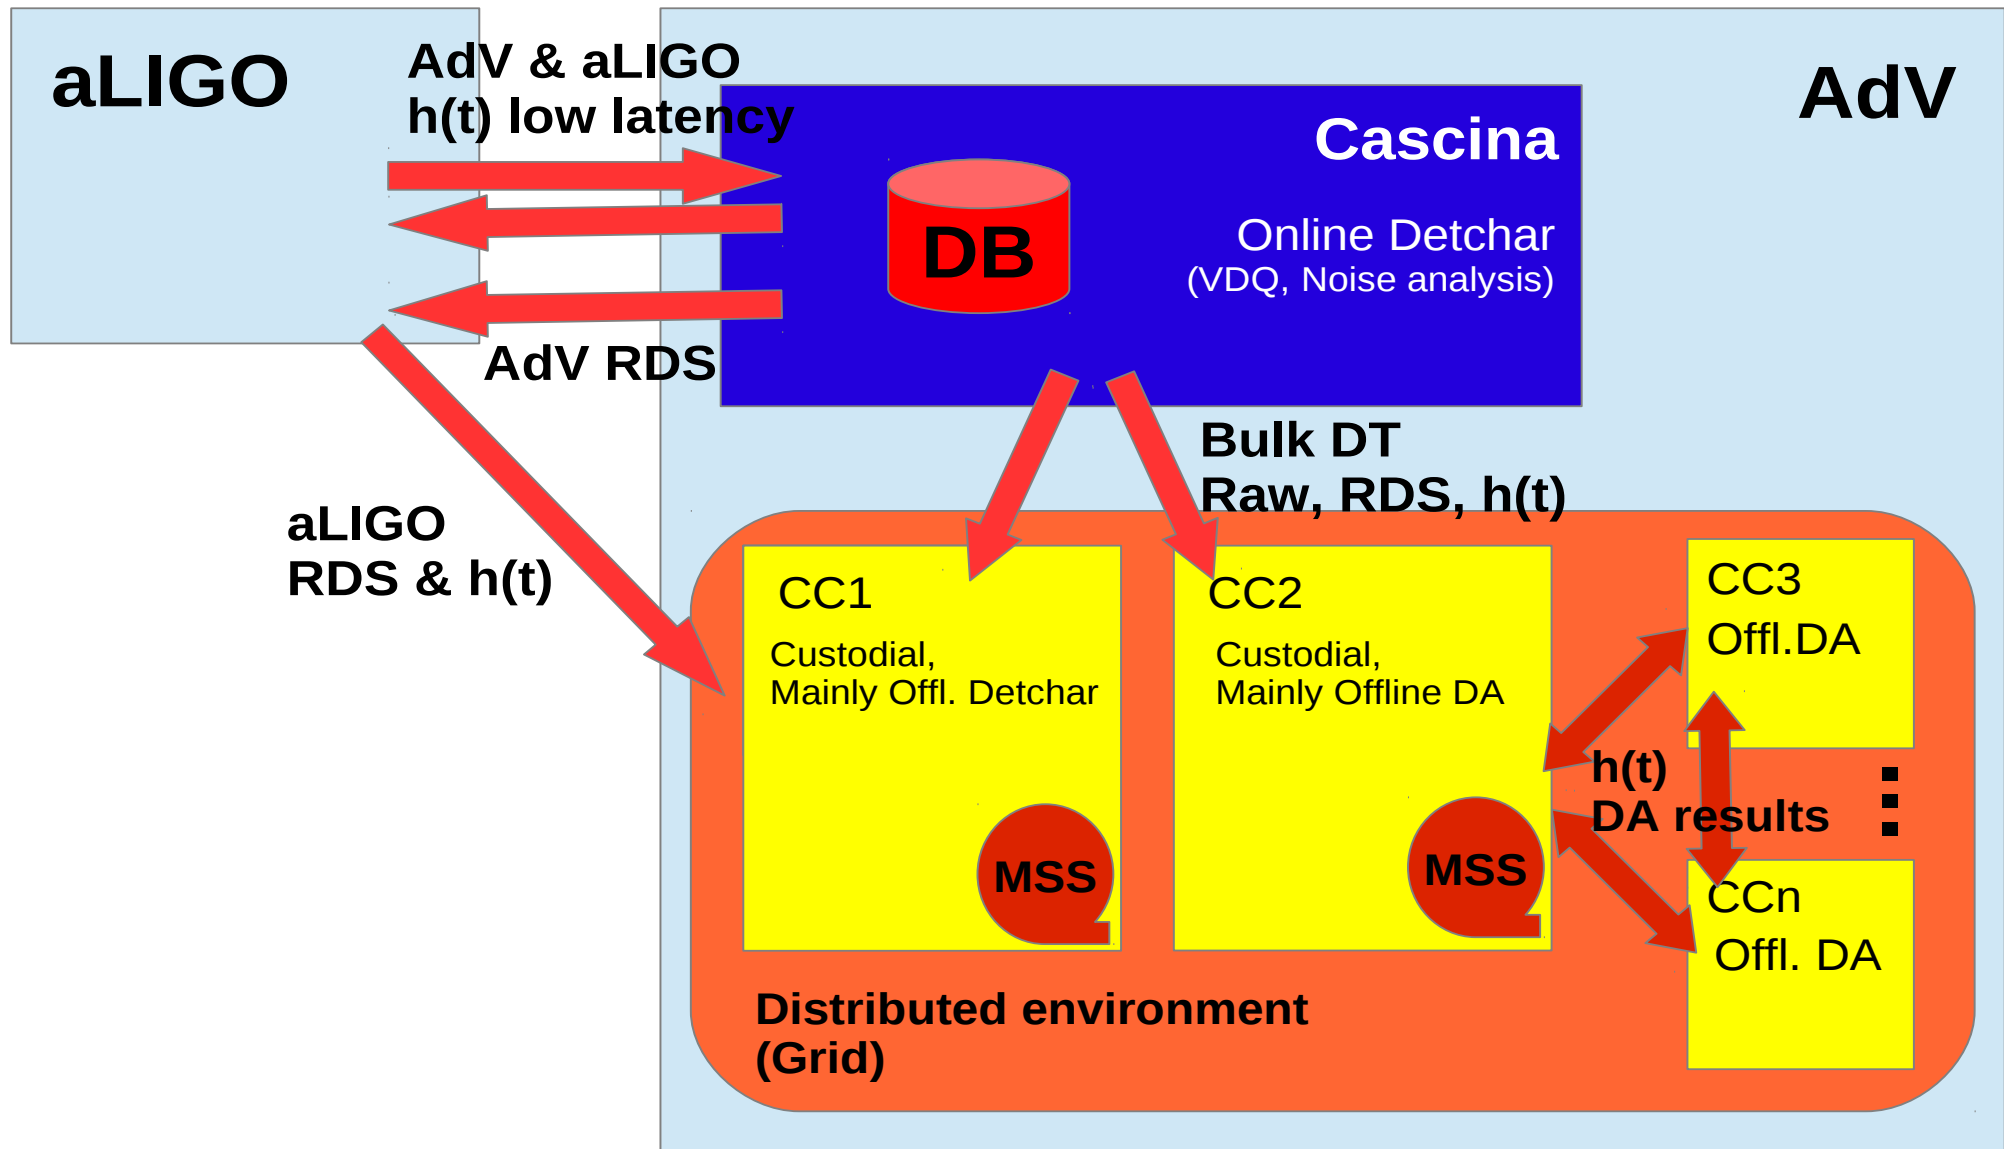 aLIGO
AdV & aLIGO
h(t) low latency
AdV
Cascina
DB
Online Detchar
(VDQ, Noise analysis)
AdV RDS
Bulk DT
Raw, RDS, h(t)
aLIGO
RDS & h(t)
CC1
Custodial,
Mainly Offl. Detchar
MSS
CC2
Custodial,
Mainly Offline DA
MSS
CC3
Offl.DA
h(t)
DA results
CCn
Offl. DA
Distributed environment
(Grid)